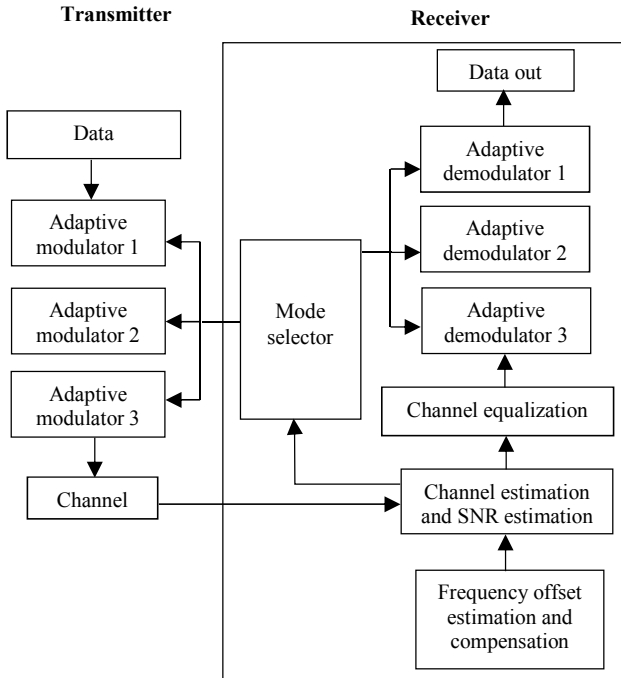 Transmitter
Receiver
Data
Adaptive
modulator 1
Adaptive
modulator 2
Adaptive
modulator 3
Channel
Mode
selector
Data out
Adaptive
demodulator 1
Adaptive
demodulator 2
Adaptive
demodulator 3
Channel equalization
Channel estimation
and SNR estimation
Frequency offset
estimation and
compensation